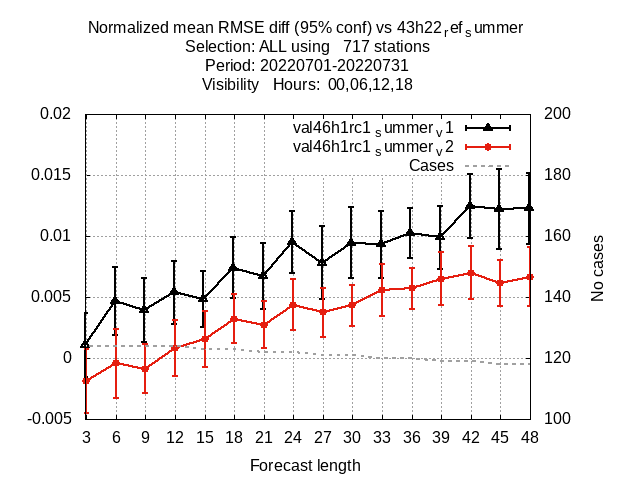 Normalized mean RMSE diff (95% conf) vs 43h22refsummer
Selection: ALL using 717 stations
Period: 20220701-20220731
Visibility Hours: 00,06,12,18
val46h1rc1summerv1
val46h1rc1summerv2
Cases
0.02
0.015
0.01
0.005
0
-0.005
200
180
160
140
120
100
No cases
3 6 9 12 15 18 21 24 27 30 33 36 39 42 45 48
Forecast length